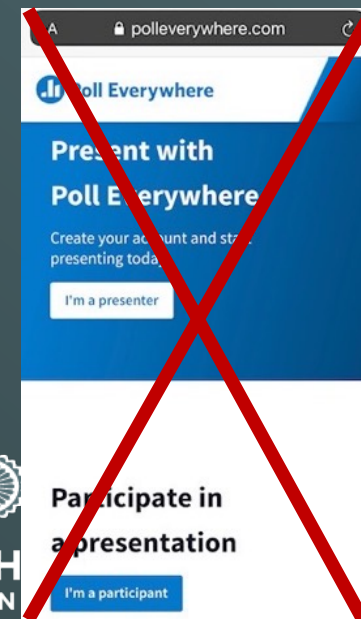 A polleverywhere.com
Poll Everywhere
Present with
Poll Everywhere
Create your account and start
presenting today.
I'm a presenter
Participate in
a presentation
I'm a participant
H
N